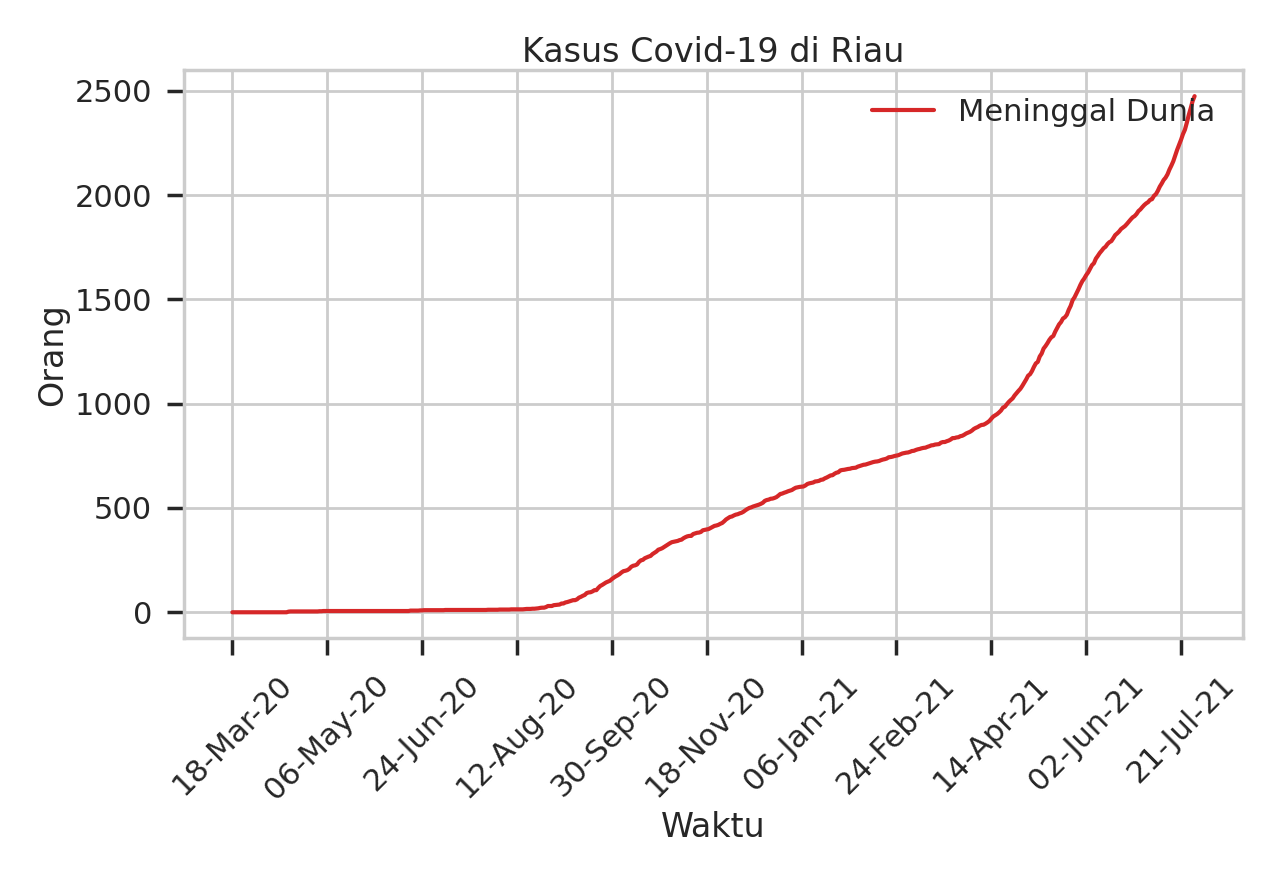 Kasus Covid-19 di Riau
Meninggal Dunia
Orang
2500
2000
1500
1000
500
0
18-Mar-20
06-May-20
24-Jun-20
12-Aug-20
30-Sep-20
18-Nov-20
06-Jan-21
24-Feb-21
14-Apr-21
02-Jun-21
21-Jul-21
Waktu